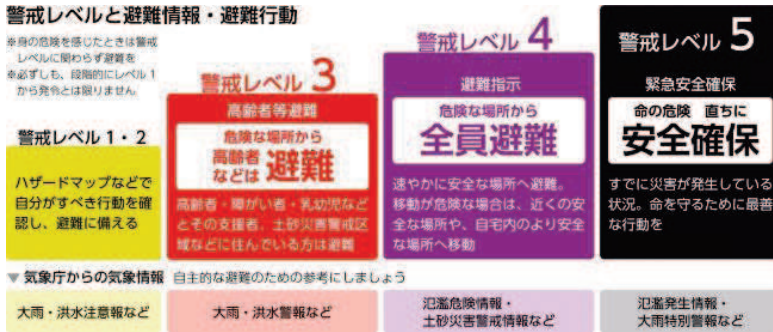 警戒レベルと避難情報・避難行動
※身の危険を感じたときは警戒
レベルに関わらず避難を
※必ずしも、段階的にレベル1
から発令とは限りません
警戒レベル1・2
ハザードマップなどで
自分がすべき行動を確
認し、避難に備える
警戒レベル3
高齢者等避難
危険な場所から
高齢者
などは 避難
高齢者・障がい者・乳幼児など
とその支援者、土砂災害警戒区
域などに住んでいる方は避難
警戒レベル4
避難指示
危険な場所から
全員避難
速やかに安全な場所へ避難。
移動が危険な場合は、近くの安
全な場所や、自宅内のより安全
な場所へ移動
警戒レベル5
緊急安全確保
命の危険 直ちに
安全確保
すでに災害が発生している
状況。命を守るために最善
な行動を
▼気象庁からの気象情報 自主的な避難のための参考にしましょう
大雨・洪水注意報など
大雨・洪水警報など
氾濫危険情報・
土砂災害警戒情報など
氾濫発生情報・
大雨特別警報など